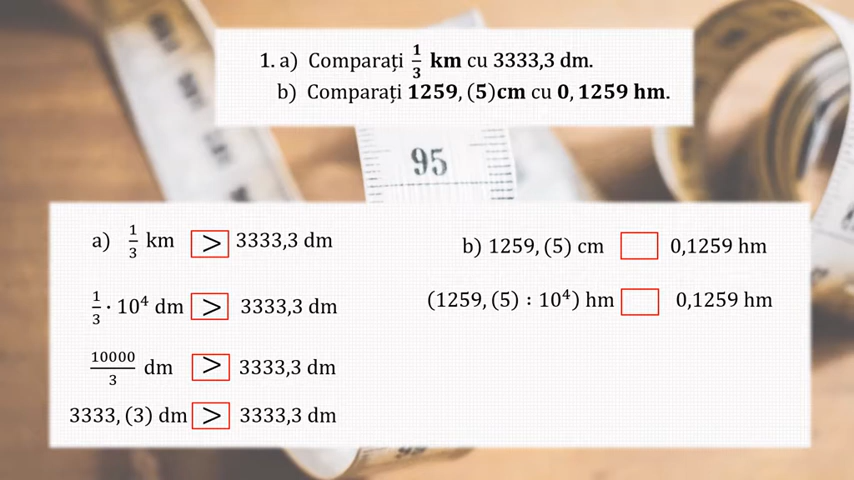 1. a) Comparați 1/3 km cu 3333,3 dm.
b) Comparați 1259,(5)cm cu 0,1259 hm.
95
a) 1/3 km > 3333,3 dm
1/3 · 10⁴ dm > 3333,3 dm
10000/3 dm > 3333,3 dm
3333,(3) dm > 3333,3 dm
b) 1259,(5) cm 0,1259 hm
(1259,(5) : 10⁴) hm 0,1259 hm